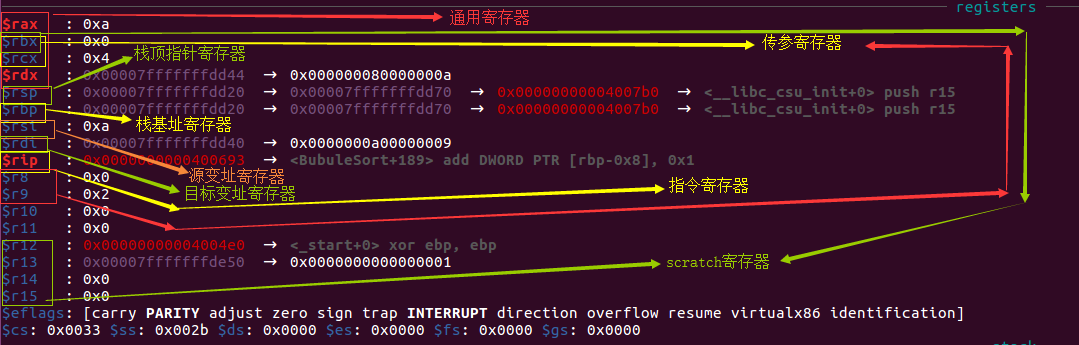 registers
$rax : 0xa 通用寄存器
$rbx : 0x0 传参寄存器
$rcx : 0x4 栈顶指针寄存器
$rdx : 0x00007fffffffdd44 → 0x000000080000000a
$rsp : 0x00007fffffffdd20 → 0x00007fffffffdd70 → 0x00000000004007b0 → <__libc_csu_init+0> push r15
$rbp : 0x00007fffffffdd20 → 0x00007fffffffdd70 → 0x00000000004007b0 → <__libc_csu_init+0> push r15
栈基址寄存器
$rsi : 0xa
$rdi : 0x00007fffffffdd40 → 0x0000000a00000009
$rip : 0x0000000000400693 → <BubuleSort+189> add DWORD PTR [rbp-0x8], 0x1
$r8 : 0x0 源变址寄存器
$r9 : 0x2 目标变址寄存器 指令寄存器
$r10 : 0x0
$r11 : 0x0
$r12 : 0x00000000004004e0 → <_start+0> xor ebp, ebp
$r13 : 0x00007fffffffde50 → 0x0000000000000001 scratch寄存器
$r14 : 0x0
$r15 : 0x0
$eflags: [carry PARITY adjust zero sign trap INTERRUPT direction overflow resume virtualx86 identification]
$cs: 0x0033 $ss: 0x002b $ds: 0x0000 $es: 0x0000 $fs: 0x0000 $gs: 0x0000